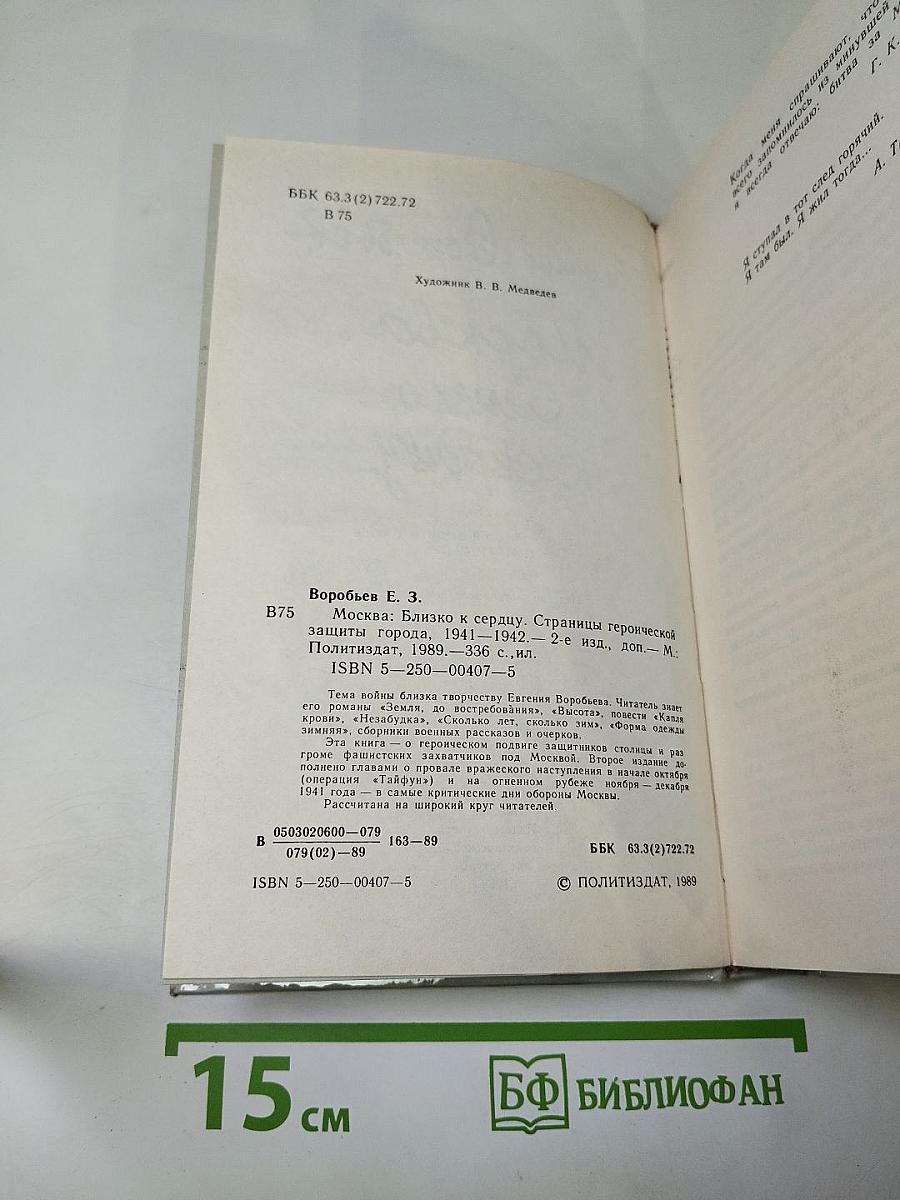 ББК 63.3(2)722.72
В 75
Художник В. В. Медведев
Воробьев Е. З.
В75 Москва: Близко к сердцу. Страницы героической
защиты города, 1941—1942.— 2-е изд., доп.— М.:
Политиздат, 1989.—336 с.,ил.
ISBN 5—250—00407—5
Тема войны близка творчеству Евгения Воробьева. Читатель знает
его романы «Земля, до востребования», «Высота», повести «Капля
крови», «Незабудка», «Сколько лет, сколько зим», «Форма одежды
зимняя», сборники военных рассказов и очерков.
Эта книга — о героическом подвиге защитников столицы и раз
громе фашистских захватчиков под Москвой. Второе издание до-
полнено главами о провале вражеского наступления в начале октября
(операция «Тайфун») и на огненном рубеже ноября — декабря
1941 года — в самые критические дни обороны Москвы.
Рассчитана на широкий круг читателей.
В 0503020600—079 163—89
079(02)—89
ББК 63.3(2)722.72
ISBN 5—250—00407—5
© ПОЛИТИЗДАТ, 1989
Когда меня спрашивают, что
всего запомнилось из минувшей
я всегда отвечаю: битва за М
Г. К.
Я ступал в тот след горячий.
Я там был. Я жил тогда...
А. Т
15 см
БФ БИБЛИОФАН